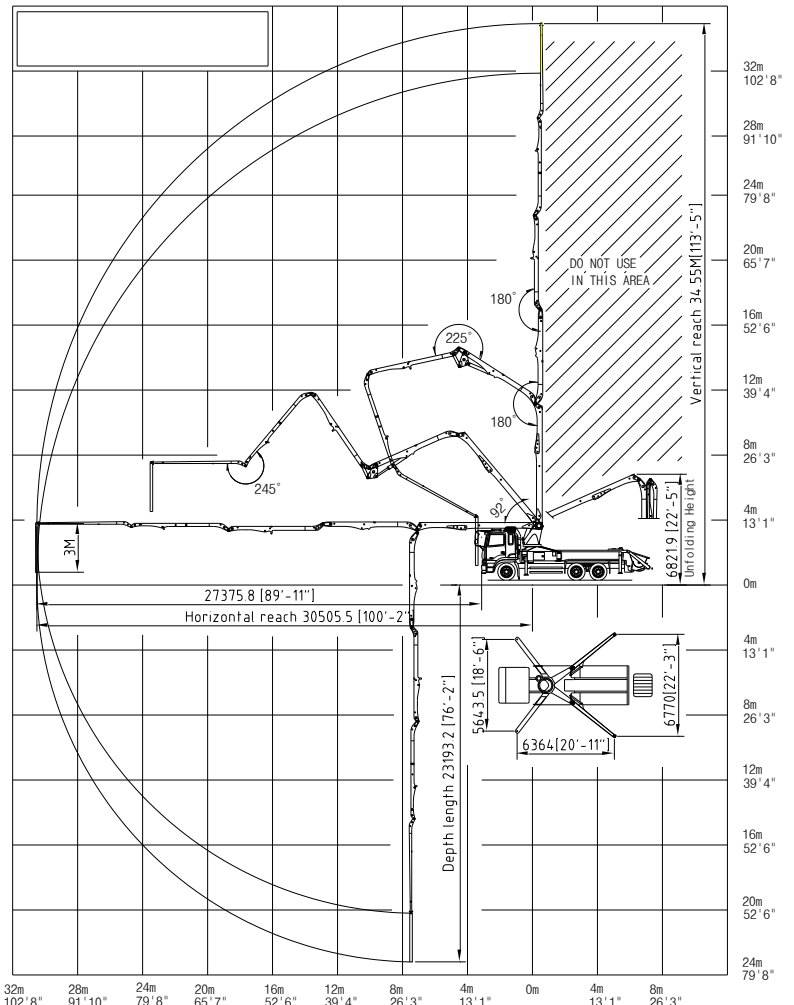 32m
102'8"
28m
91'10"
24m
79'8"
20m
65'7"
16m
52'6"
12m
39'4"
8m
26'3"
4m
13'1"
0m
4m
13'1"
8m
26'3"
12m
39'4"
16m
52'6"
20m
52'6"
24m
79'8"
Vertical reach 34.55M[113'-5"]
DO NOT USE
IN THIS AREA
180°
225°
180°
245°
92°
6821.9 [22'-5"]
Unfolding Height
3M
27375.8 [89'-11"]
Horizontal reach 30505.5 [100'-2"
Depth length 23193.2 [76'-2"]
5643.5 [18'-6"]
6770[22'-3"]
6364[20'-11"]
32m 28m 24m 20m 16m 12m 8m 4m 0m 4m 8m
102'8" 91'10" 79'8" 65'7" 52'6" 39'4" 26'3" 13'1" 13'1" 26'3"